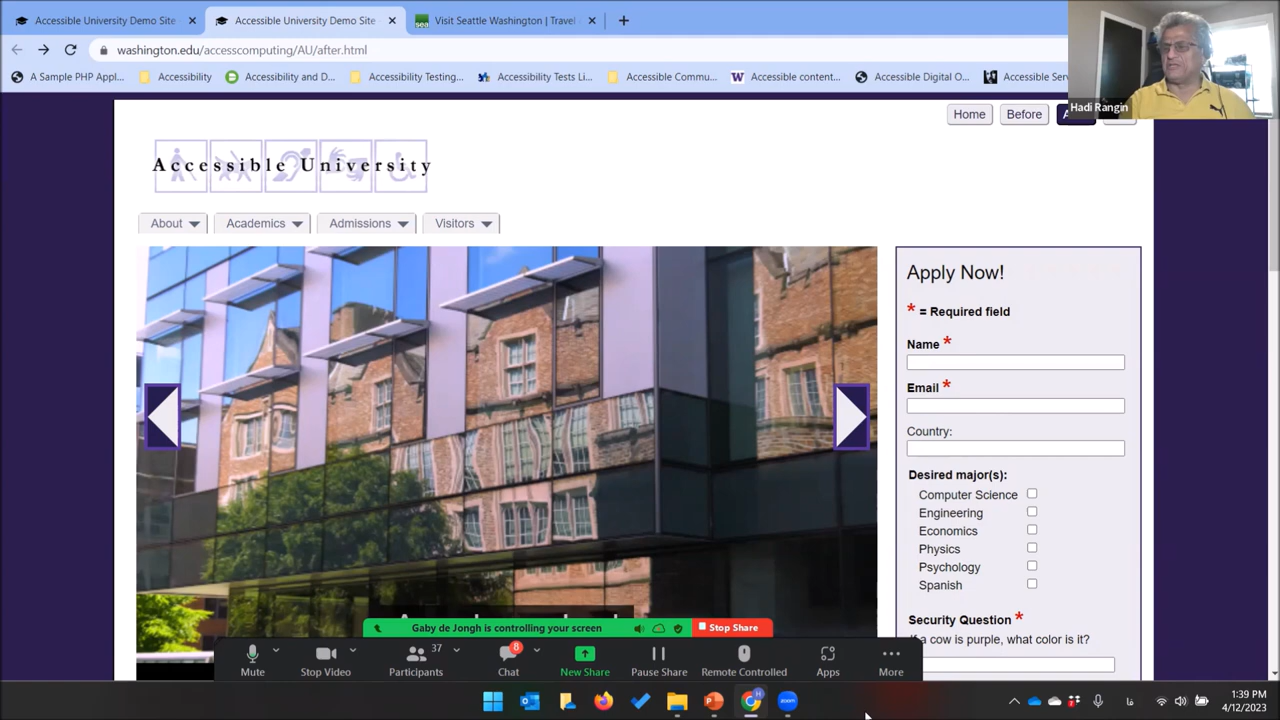 Accessible University Demo Site
Accessible University Demo Site
Visit Seattle Washington | Travel
washington.edu/accesscomputing/AU/after.html
A Sample PHP Appl...
Accessibility
Accessibility and D...
Accessibility Testing...
Accessibility Tests Li...
Accessible Commu...
Accessible content...
Accessible Digital O...
Accessible Ser
Hadi Rangin
Home
Before
Accessible University
About
Academics
Admissions
Visitors
Apply Now!
* = Required field
Name *
Email *
Country:
Desired major(s):
Computer Science
Engineering
Economics
Physics
Psychology
Spanish
Security Question *
If a cow is purple, what color is it?
Gaby de Jongh is controlling your screen
Stop Share
Mute
Stop Video
37
Participants
8
Chat
New Share
Pause Share
Remote Controlled
Apps
More
فا
1:39 PM
4/12/2023